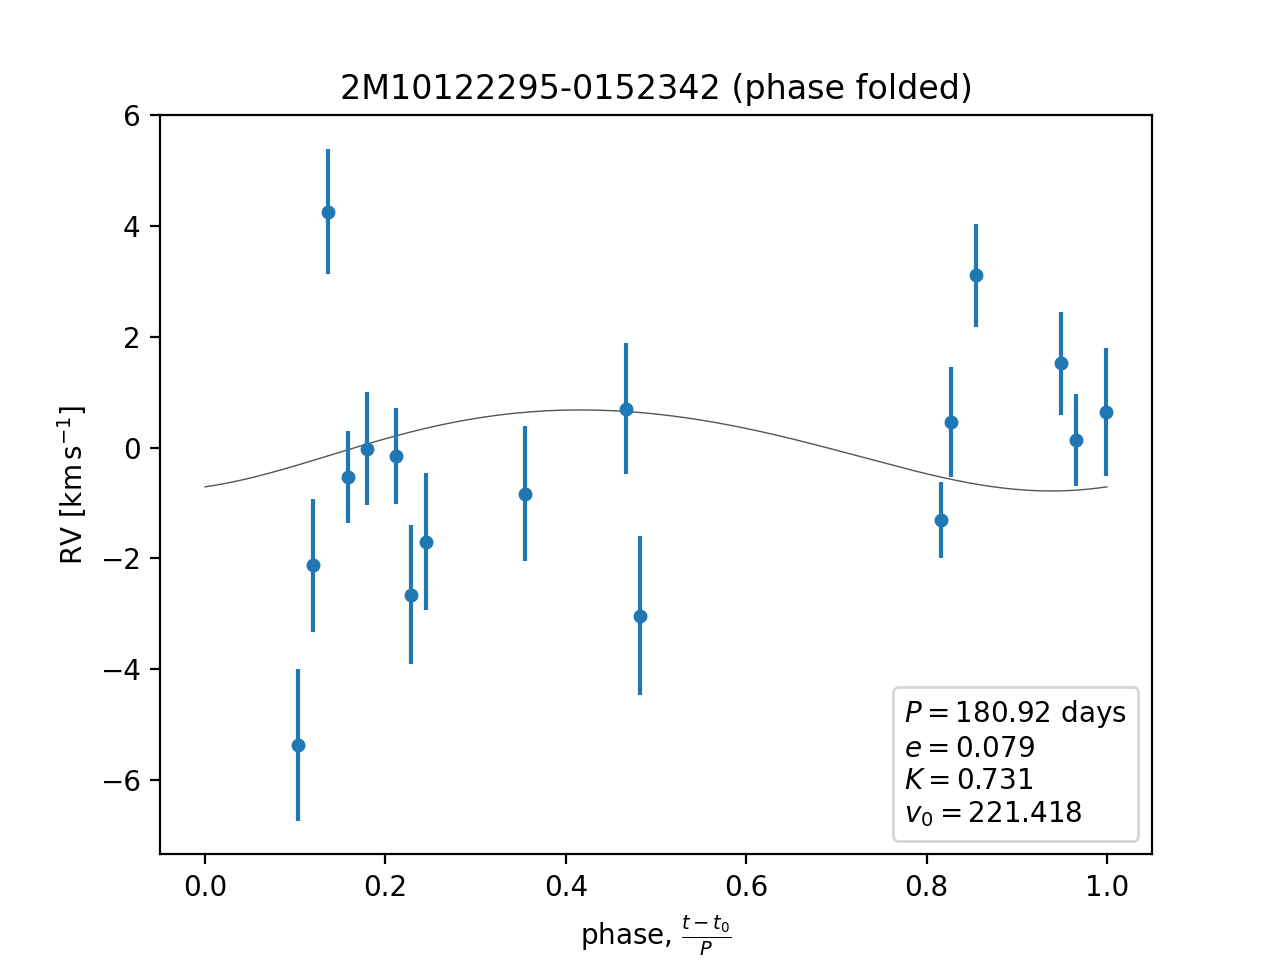 2M10122295-0152342 (phase folded)
6
4
2
0
−2
−4
−6
RV [km s⁻¹]
P = 180.92 days
e = 0.079
K = 0.731
v₀ = 221.418
0.0 0.2 0.4 0.6 0.8 1.0
phase, (t − t₀)/P